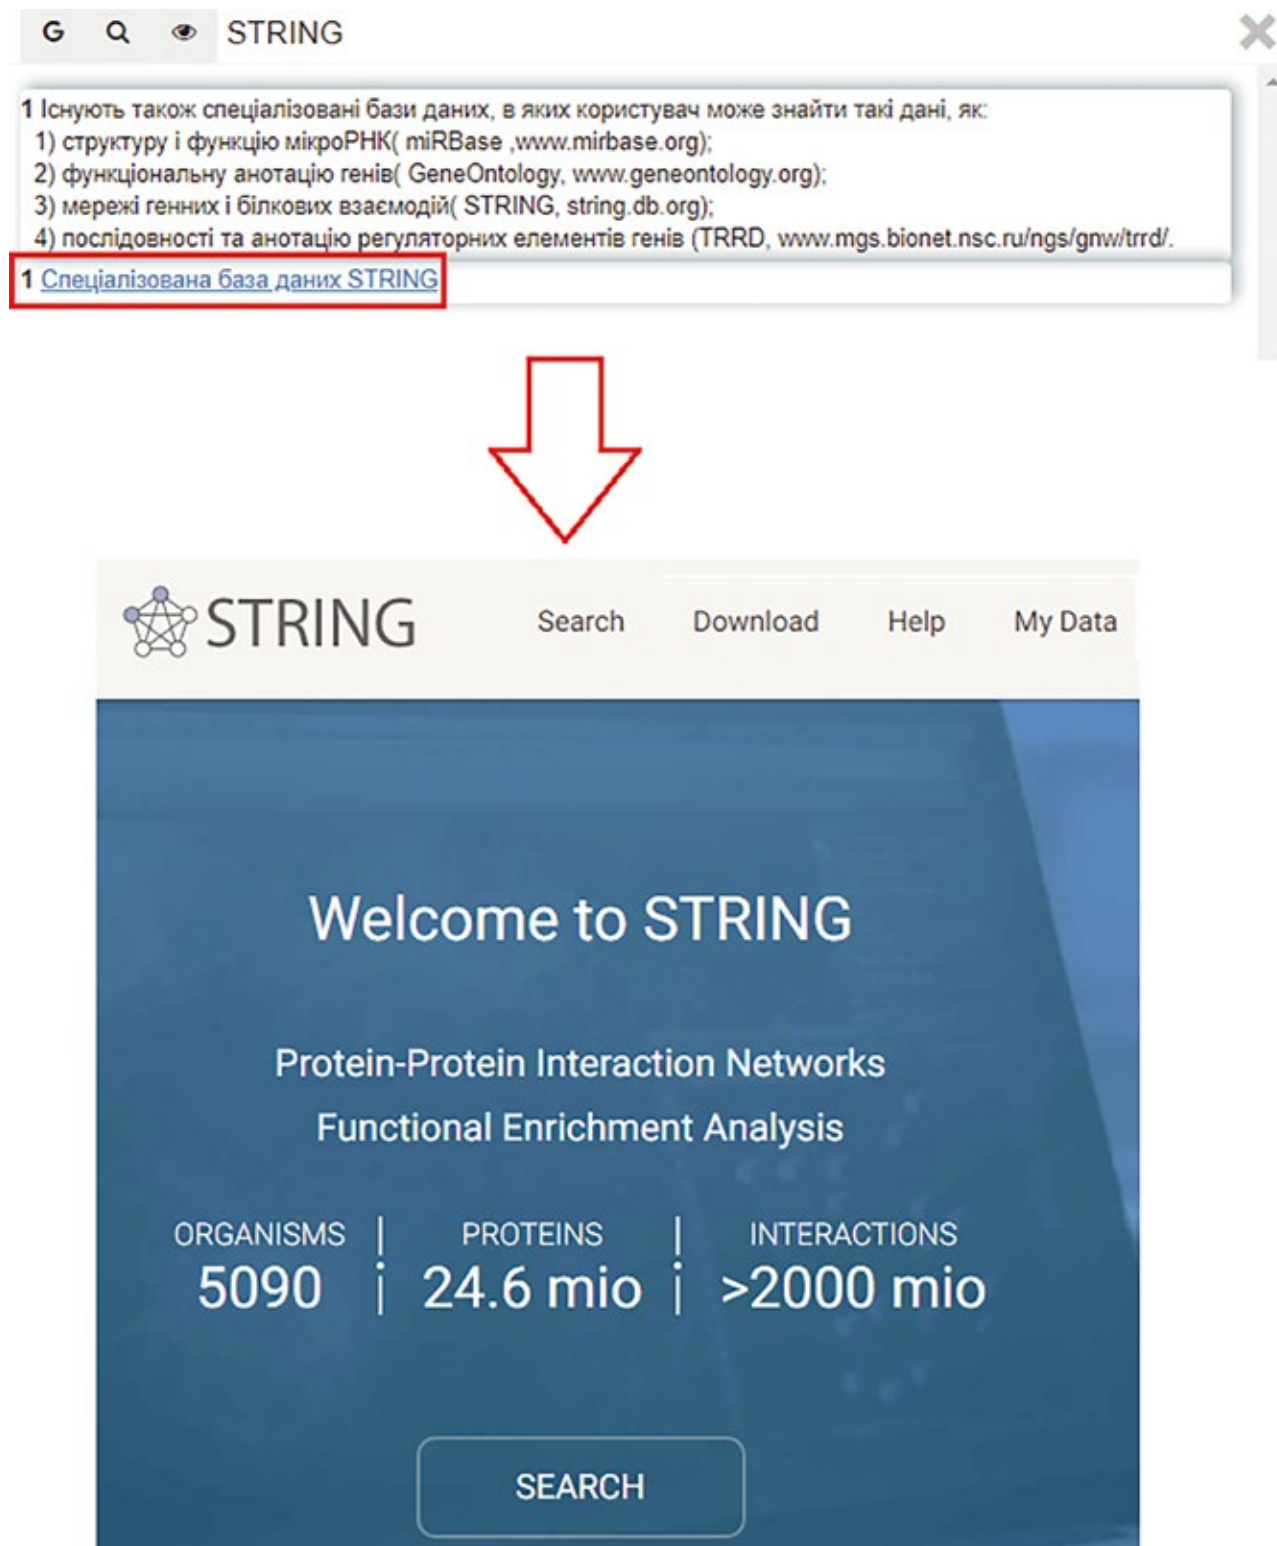 G STRING
1 Існують також спеціалізовані бази даних, в яких користувач може знайти такі дані, як:
1) структуру і функцію мікроРНК( miRBase ,www.mirbase.org);
2) функціональну анотацію генів( GeneOntology, www.geneontology.org);
3) мережі генних і білкових взаємодій( STRING, string.db.org);
4) послідовності та анотацію регуляторних елементів генів (TRRD, www.mgs.bionet.nsc.ru/ngs/gnw/trrd/.
1 Спеціалізована база даних STRING
STRING Search Download Help My Data
Welcome to STRING
Protein-Protein Interaction Networks
Functional Enrichment Analysis
ORGANISMS PROTEINS INTERACTIONS
5090 24.6 mio >2000 mio
SEARCH